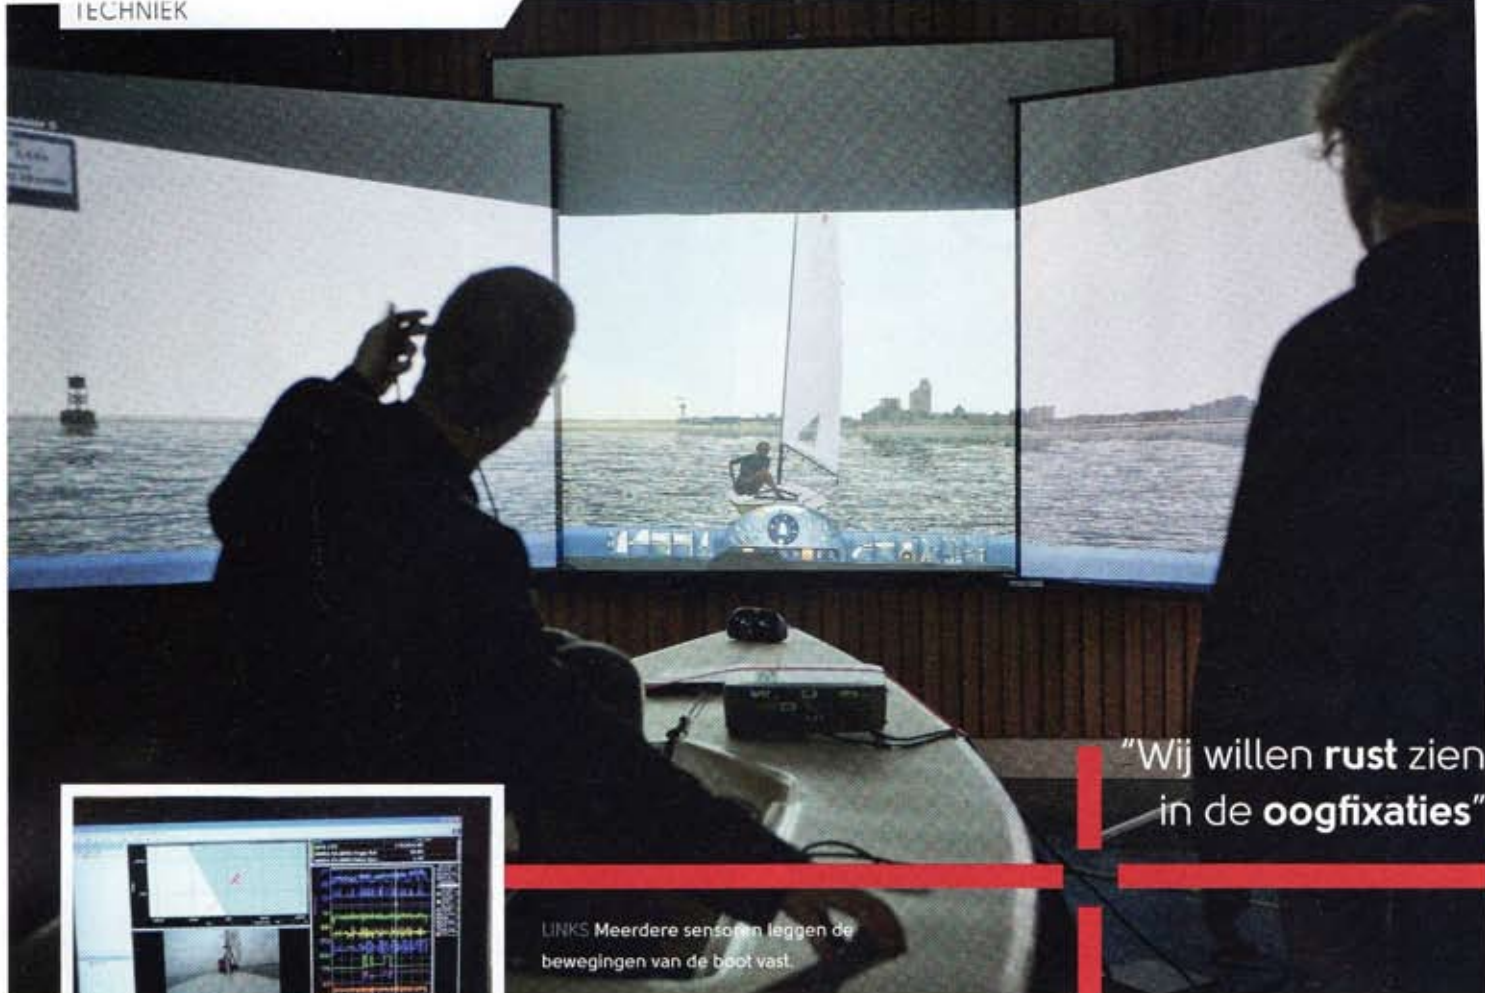 TECHNIEK
"Wij willen rust zien
in de oogfixaties"
LINKS Meerdere sensoren leggen de
bewegingen van de boot vast.